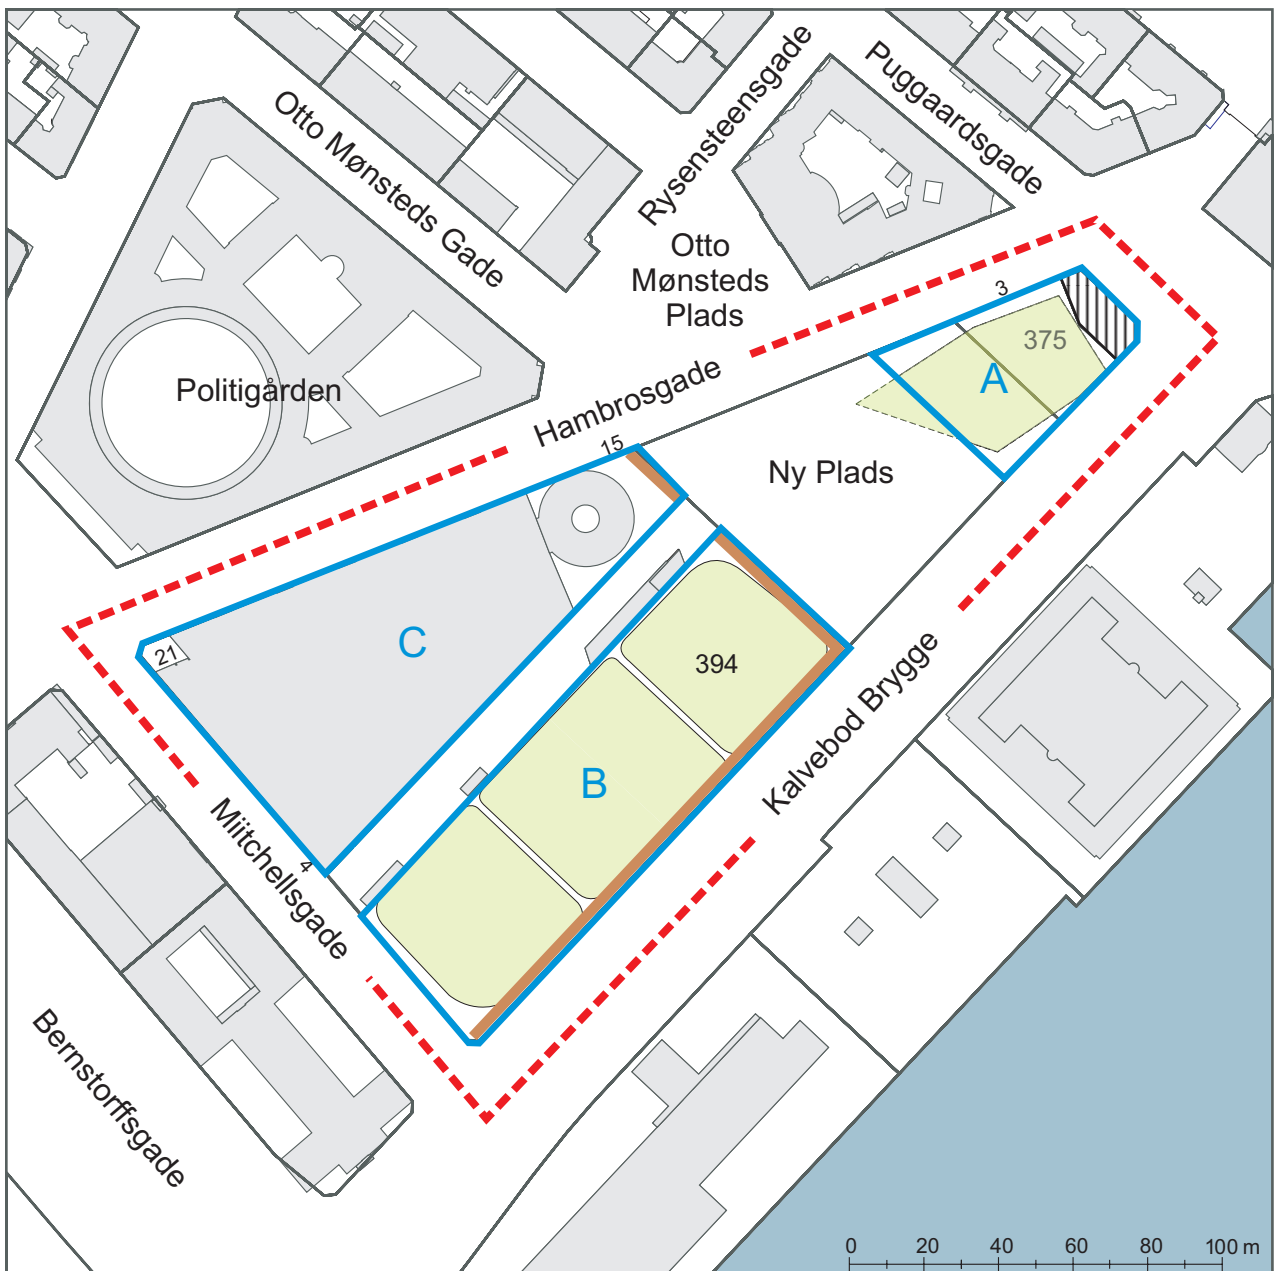 Puggaardsgade
Rysensteensgade
Otto Mønsteds Gade
Otto
Mønsteds
Plads
3
375
A
Politigården
Hambrosgade
15
Ny Plads
C
21
394
B
Kalvebod Brygge
Miitchellsgade
4
Bernstorffsgade
0 20 40 60 80 100 m